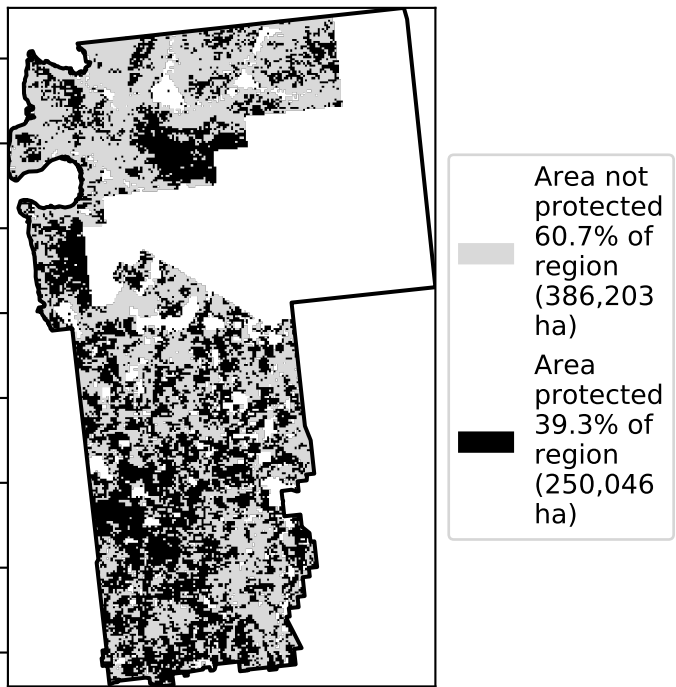 Area not
protected
60.7% of
region
(386,203
ha)
Area
protected
39.3% of
region
(250,046
ha)